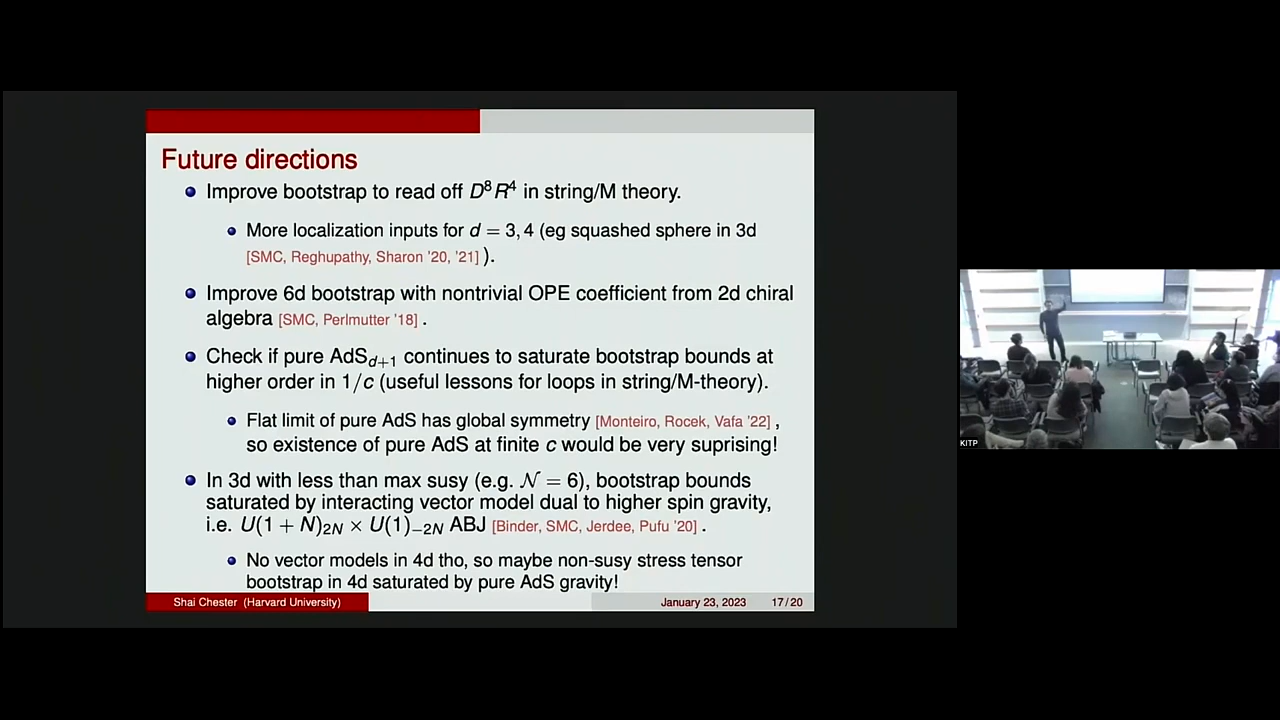 Future directions
Improve bootstrap to read off D⁸R⁴ in string/M theory.
More localization inputs for d = 3, 4 (eg squashed sphere in 3d
[SMC, Reghupathy, Sharon '20, '21] ).
Improve 6d bootstrap with nontrivial OPE coefficient from 2d chiral
algebra [SMC, Perlmutter '18] .
Check if pure AdS_{d+1} continues to saturate bootstrap bounds at
higher order in 1/c (useful lessons for loops in string/M-theory).
Flat limit of pure AdS has global symmetry [Monteiro, Rocek, Vafa '22] ,
so existence of pure AdS at finite c would be very suprising!
In 3d with less than max susy (e.g. 𝒩 = 6), bootstrap bounds
saturated by interacting vector model dual to higher spin gravity,
i.e. U(1 + N)_{2N} × U(1)_{−2N} ABJ [Binder, SMC, Jerdee, Pufu '20] .
No vector models in 4d tho, so maybe non-susy stress tensor
bootstrap in 4d saturated by pure AdS gravity!
Shai Chester (Harvard University) January 23, 2023 17/20
KITP